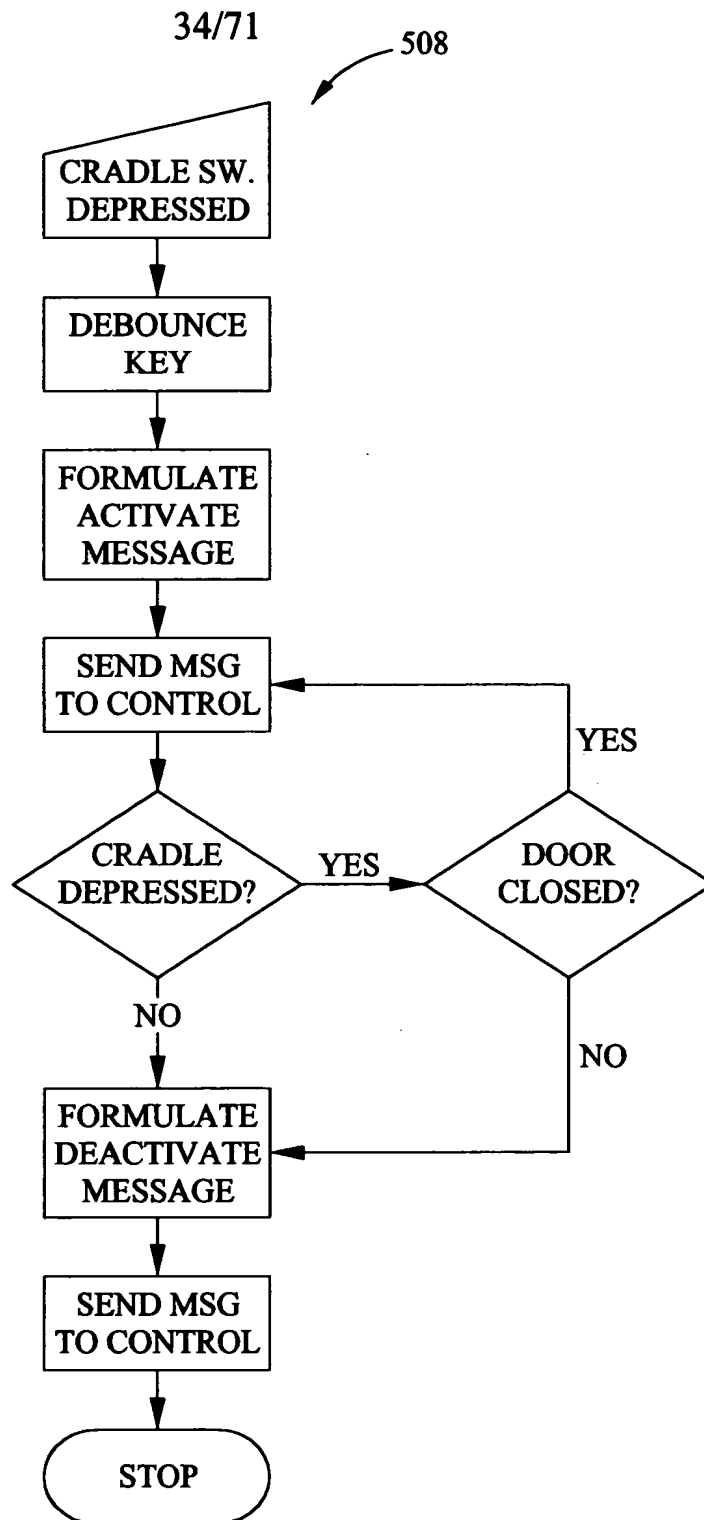 34/71
508
CRADLE SW.
DEPRESSED
DEBOUNCE
KEY
FORMULATE
ACTIVATE
MESSAGE
SEND MSG
TO CONTROL
YES
CRADLE
DEPRESSED?
YES
DOOR
CLOSED?
NO
NO
FORMULATE
DEACTIVATE
MESSAGE
SEND MSG
TO CONTROL
STOP